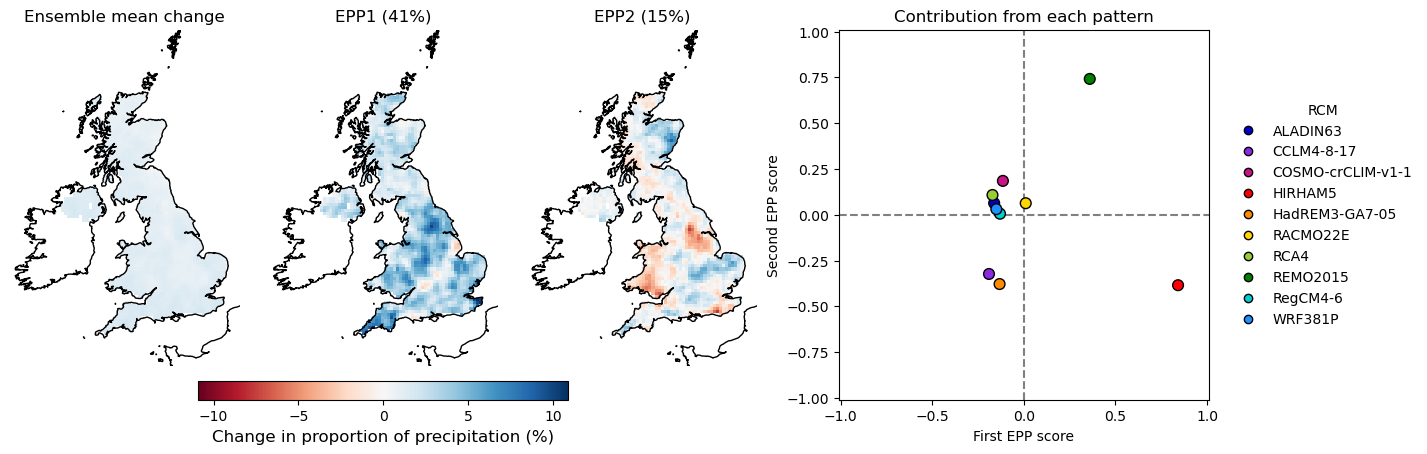 Ensemble mean change
EPP1 (41%)
EPP2 (15%)
−10
−5
0
5
10
Change in proportion of precipitation (%)
Contribution from each pattern
1.00
0.75
0.50
0.25
0.00
−0.25
−0.50
−0.75
−1.00
Second EPP score
−1.0
−0.5
0.0
0.5
1.0
First EPP score
RCM
ALADIN63
CCLM4-8-17
COSMO-crCLIM-v1-1
HIRHAM5
HadREM3-GA7-05
RACMO22E
RCA4
REMO2015
RegCM4-6
WRF381P